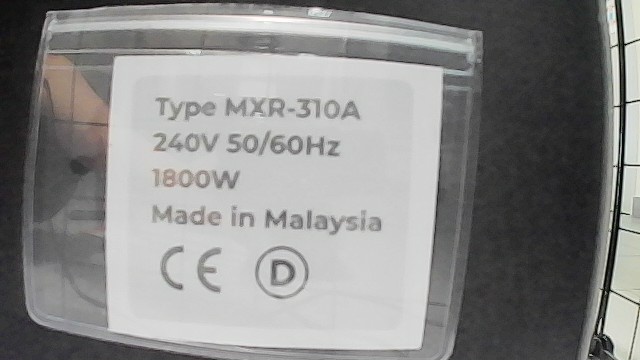 Type MXR-310A
240V 50/60Hz
1800W
Made in Malaysia
CE D